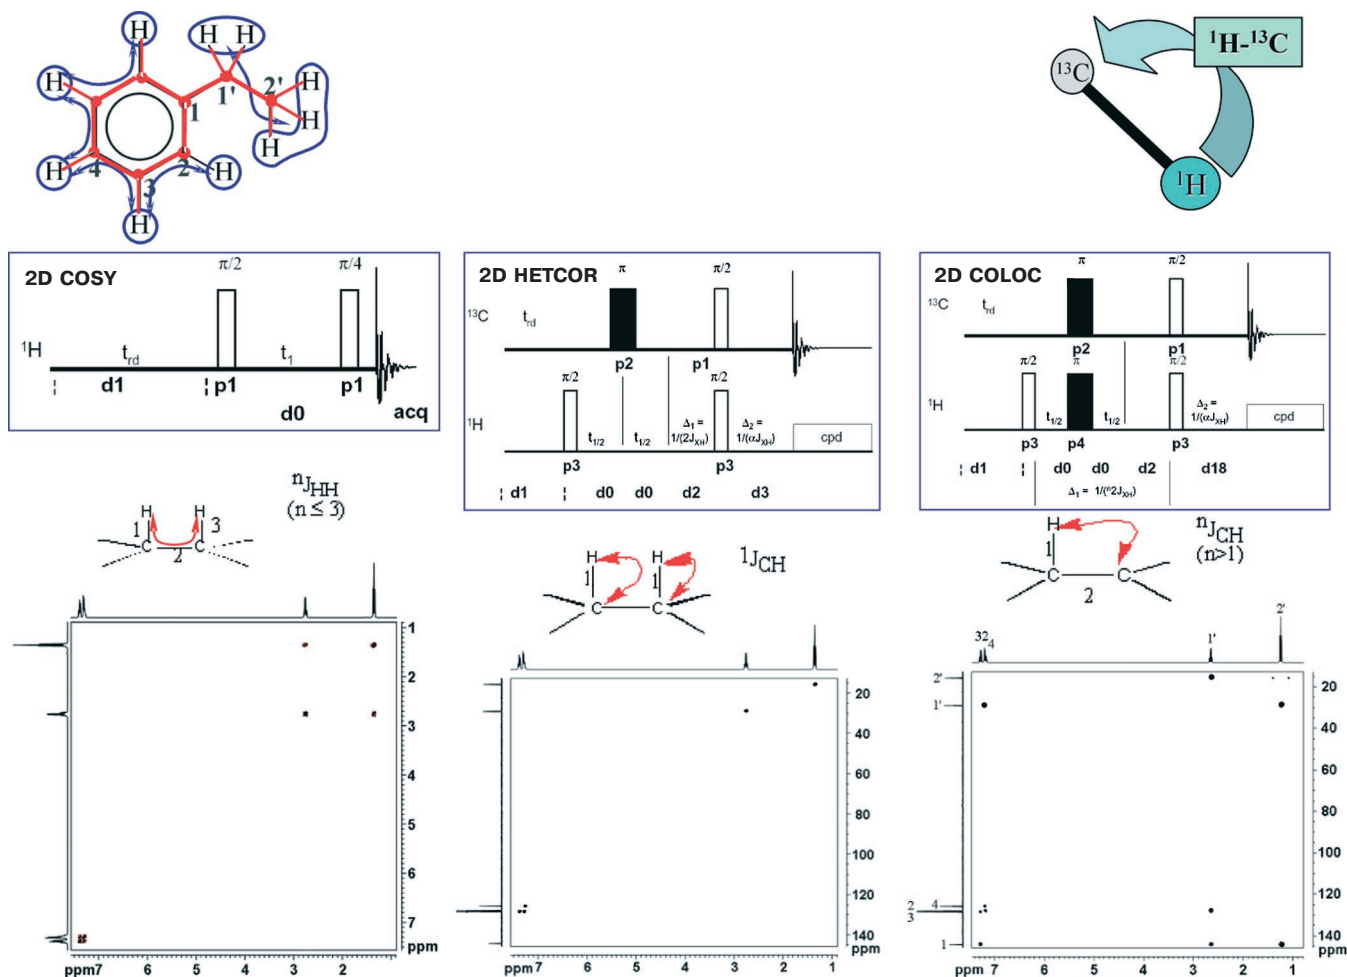 H
H H
H
2'
H
1'
1
H
H
H
4
2
H
3
H
¹H-¹³C
¹³C
¹H
2D COSY
π/2
π/4
¹H
t_rd
t₁
d1
p1
p1
d0
acq
2D HETCOR
π
π/2
¹³C
t_rd
p2
p1
π/2
π/2
¹H
t₁/₂
t₁/₂
Δ₁ =
1/(2J_XH)
Δ₂ =
1/(αJ_XH)
cpd
p3
p3
d1
d0
d0
d2
d3
2D COLOC
π
π/2
¹³C
t_rd
p2
p1
π/2
π
π/2
¹H
t₁/₂
t₁/₂
Δ₂ =
1/(αJ_XH)
cpd
p3
p4
p3
d1
d0
d0
d2
d18
Δ₁ = 1/(ⁿ2J_XH)
ⁿJ_HH
(n ≤ 3)
H H
1 3
C C
2
1
2
3
4
5
6
7
ppm
ppm7 6 5 4 3 2
¹J_CH
H H
1 1
C C
20
40
60
80
100
120
140
ppm
ppm 7 6 5 4 3 2 1
ⁿJ_CH
(n>1)
H
1
C C
2
32
4
1'
2'
2'
1'
2
4
3
1
20
40
60
80
100
120
140
ppm
ppm 7 6 5 4 3 2 1